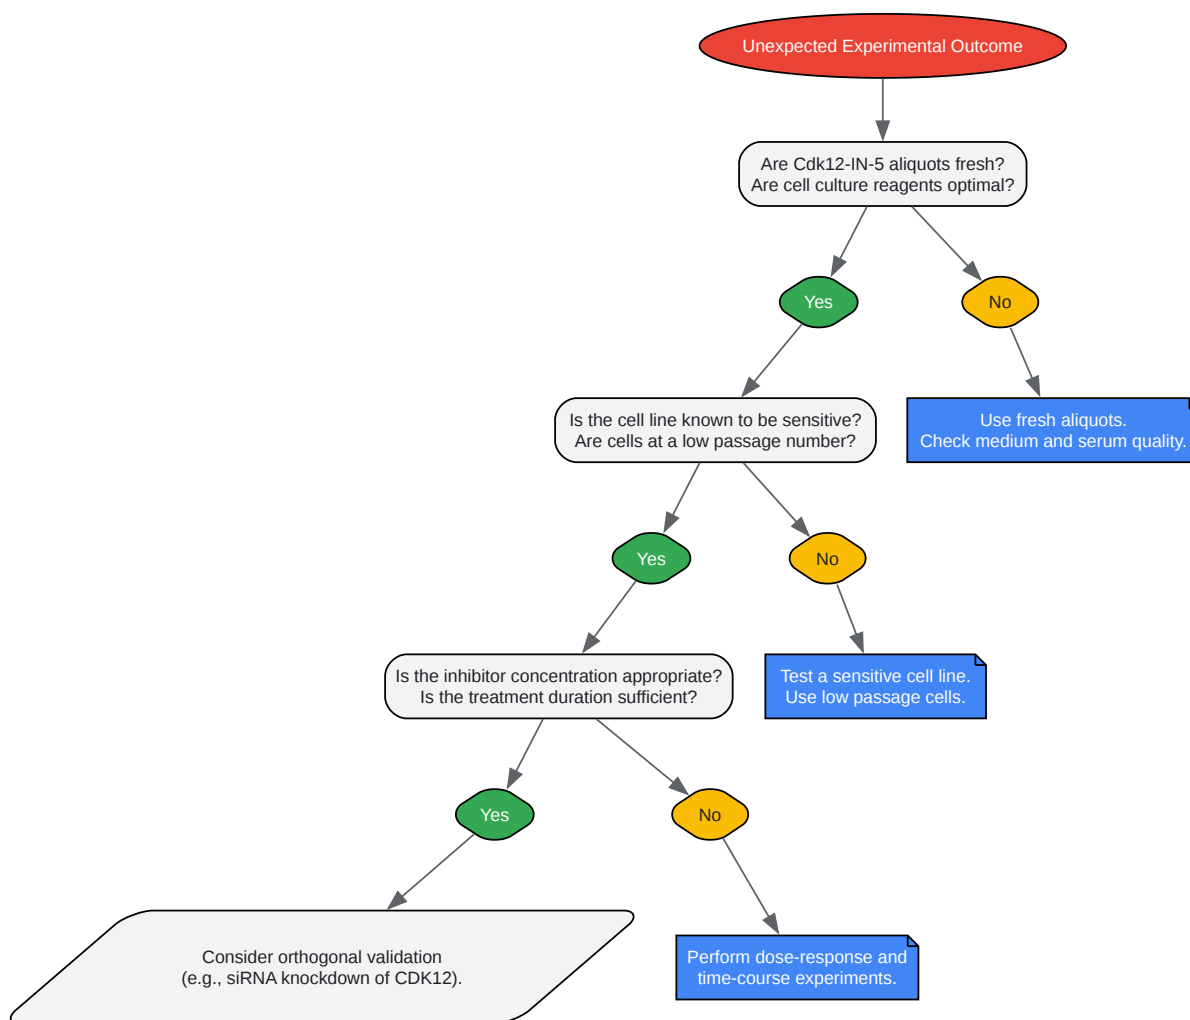 Unexpected Experimental Outcome
Are Cdk12-IN-5 aliquots fresh?
Are cell culture reagents optimal?
Yes
No
Is the cell line known to be sensitive?
Are cells at a low passage number?
Use fresh aliquots.
Check medium and serum quality.
Yes
No
Is the inhibitor concentration appropriate?
Is the treatment duration sufficient?
Test a sensitive cell line.
Use low passage cells.
Yes
No
Consider orthogonal validation
(e.g., siRNA knockdown of CDK12).
Perform dose-response and
time-course experiments.